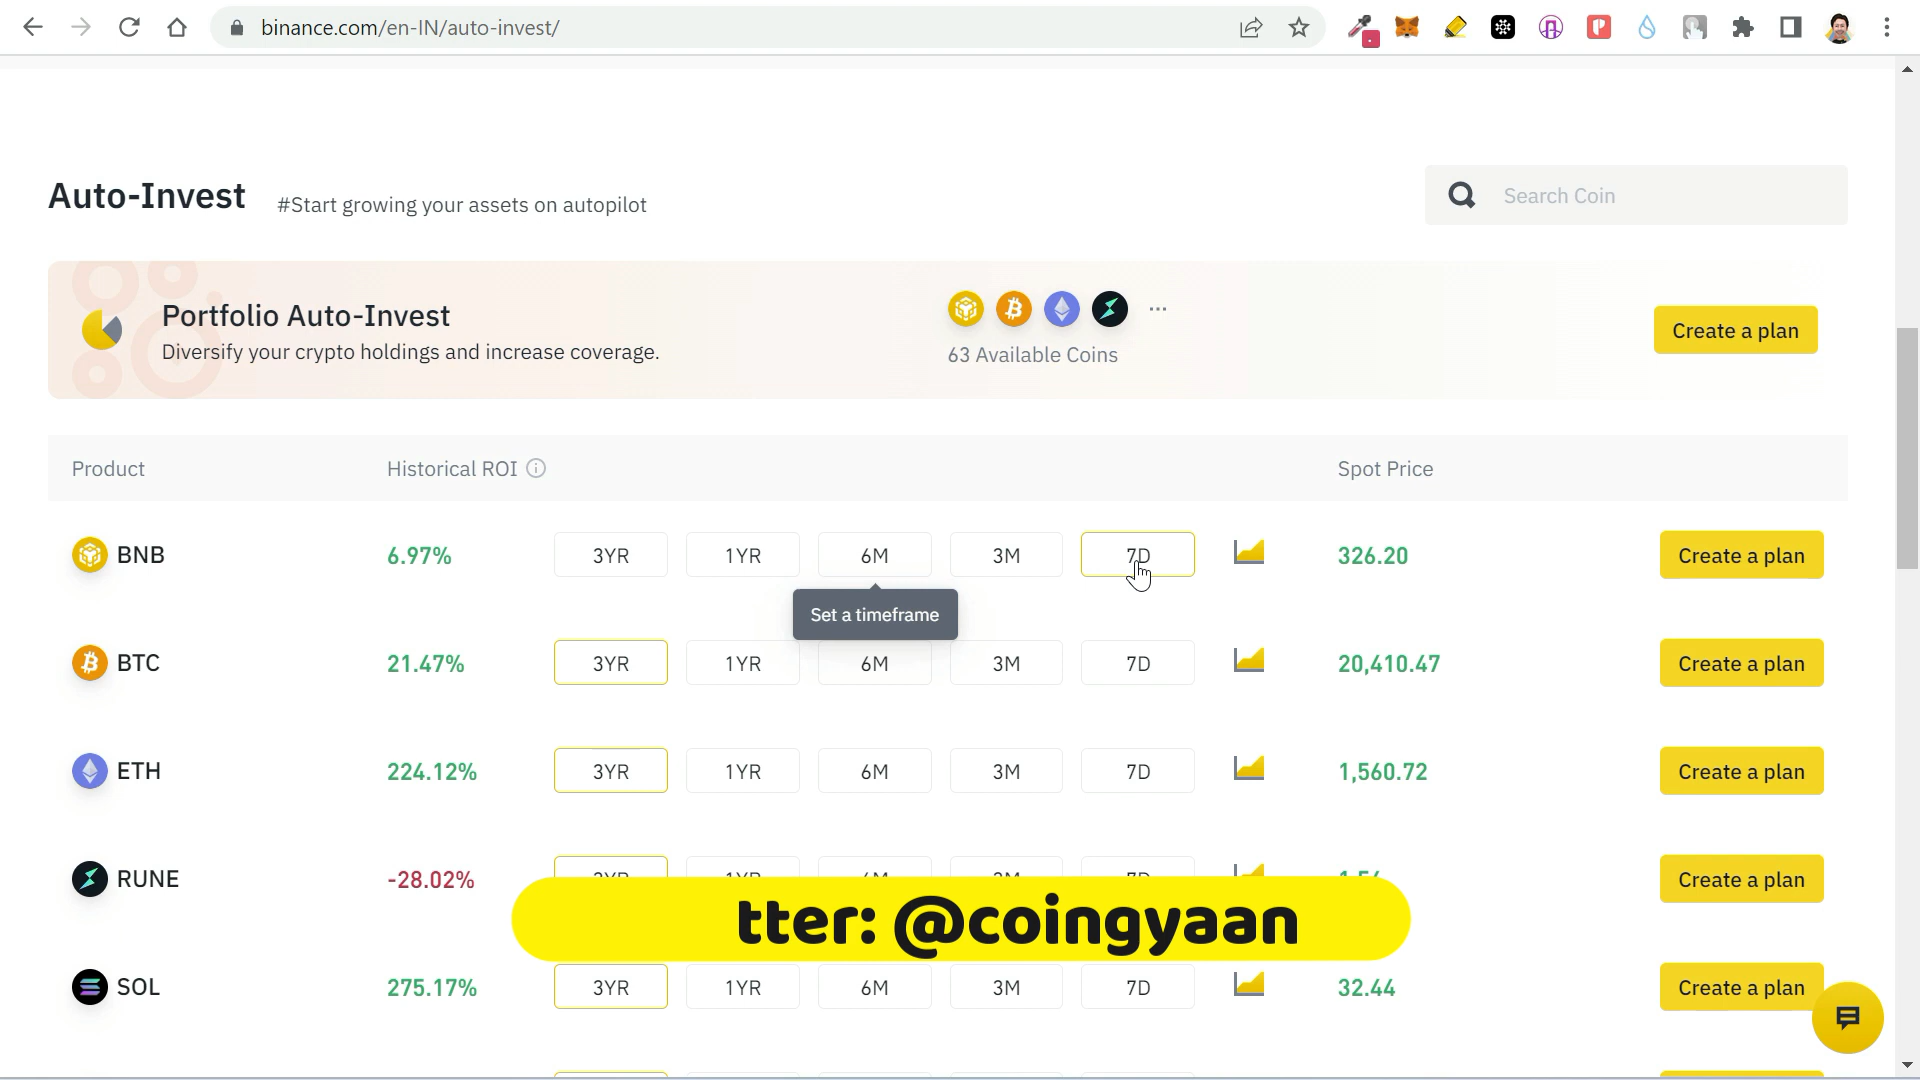 binance.com/en-IN/auto-invest/
Auto-Invest #Start growing your assets on autopilot Search Coin
Portfolio Auto-Invest
Diversify your crypto holdings and increase coverage.
63 Available Coins
Create a plan
Product Historical ROI Spot Price
BNB 6.97% 3YR 1YR 6M 3M 7D 326.20 Create a plan
Set a timeframe
BTC 21.47% 3YR 1YR 6M 3M 7D 20,410.47 Create a plan
ETH 224.12% 3YR 1YR 6M 3M 7D 1,560.72 Create a plan
RUNE -28.02% 3YR 1YR 6M 3M 7D Create a plan
tter: @coingyaan
SOL 275.17% 3YR 1YR 6M 3M 7D 32.44 Create a plan